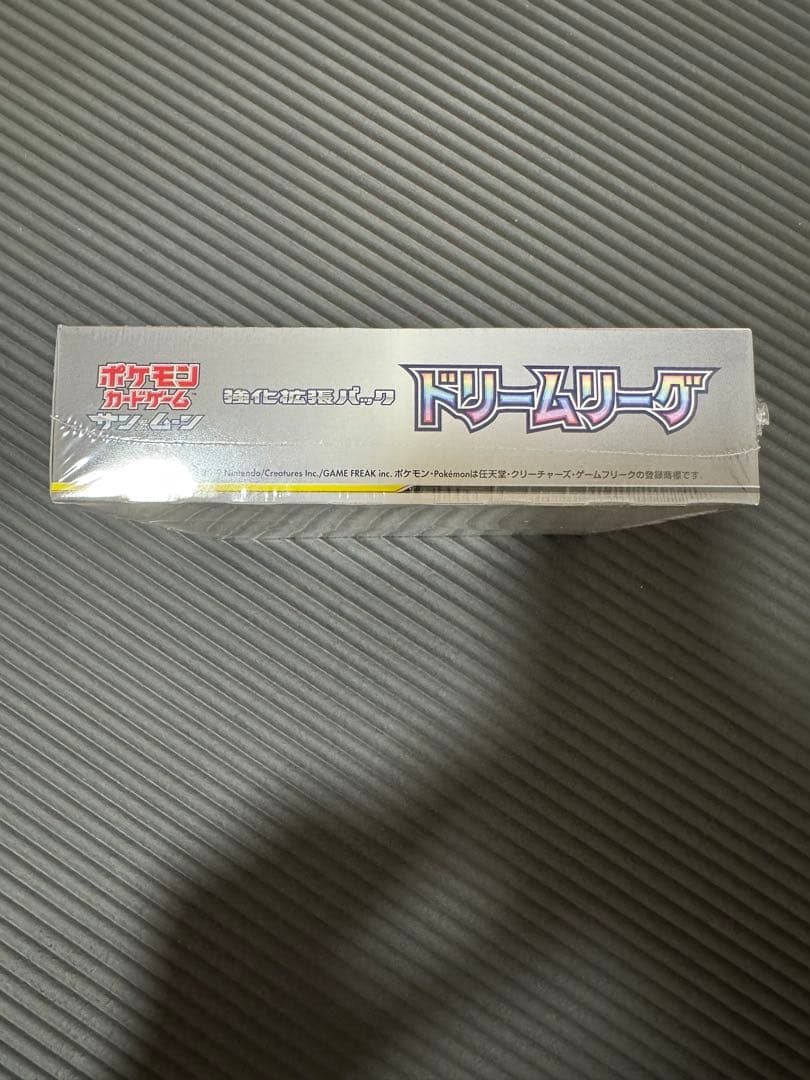 ポケモン
カードゲーム™
サン&ムーン
強化拡張パック
ドリームリーグ
Nintendo/Creatures Inc./GAME FREAK inc. ポケモン・Pokémonは任天堂・クリーチャーズ・ゲームフリークの登録商標です。